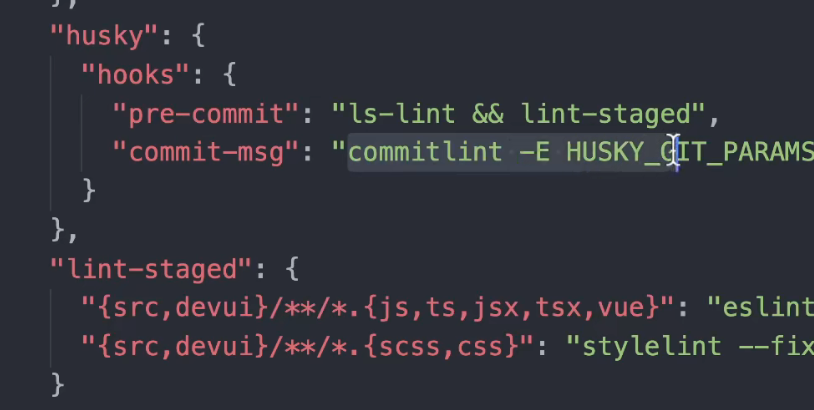 },
"husky": {
"hooks": {
"pre-commit": "ls-lint && lint-staged",
"commit-msg": "commitlint -E HUSKY_GIT_PARAMS
}
},
"lint-staged": {
"{src,devui}/**/*.{js,ts,jsx,tsx,vue}": "eslint
"{src,devui}/**/*.{scss,css}": "stylelint --fix
}